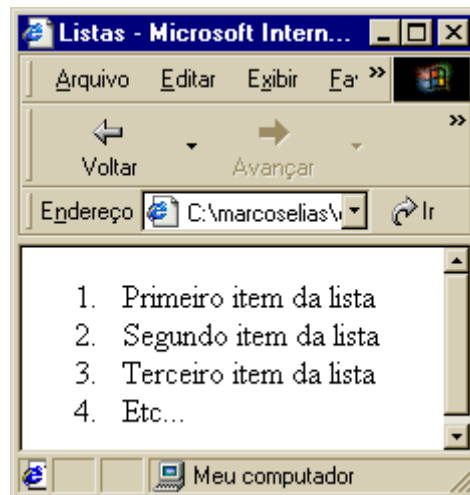 Listas - Microsoft Intern...
Arquivo Editar Exibir Fa »
»
Voltar Avançar
Endereço C:\marcoselias\ Ir
1. Primeiro item da lista
2. Segundo item da lista
3. Terceiro item da lista
4. Etc...
Meu computador